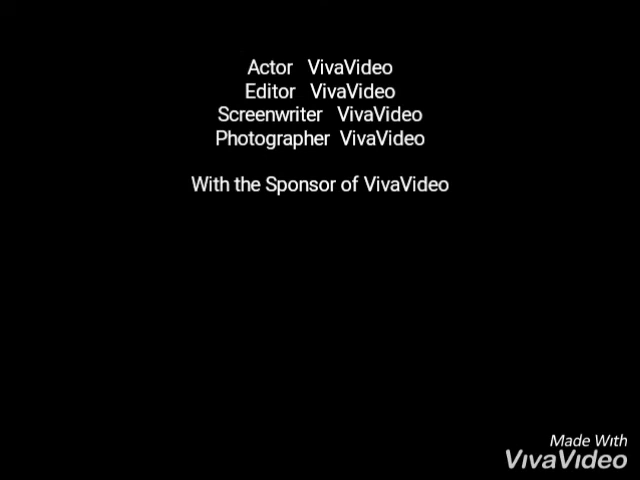 Actor VivaVideo
Editor VivaVideo
Screenwriter VivaVideo
Photographer VivaVideo
With the Sponsor of VivaVideo
Made With
VivaVideo